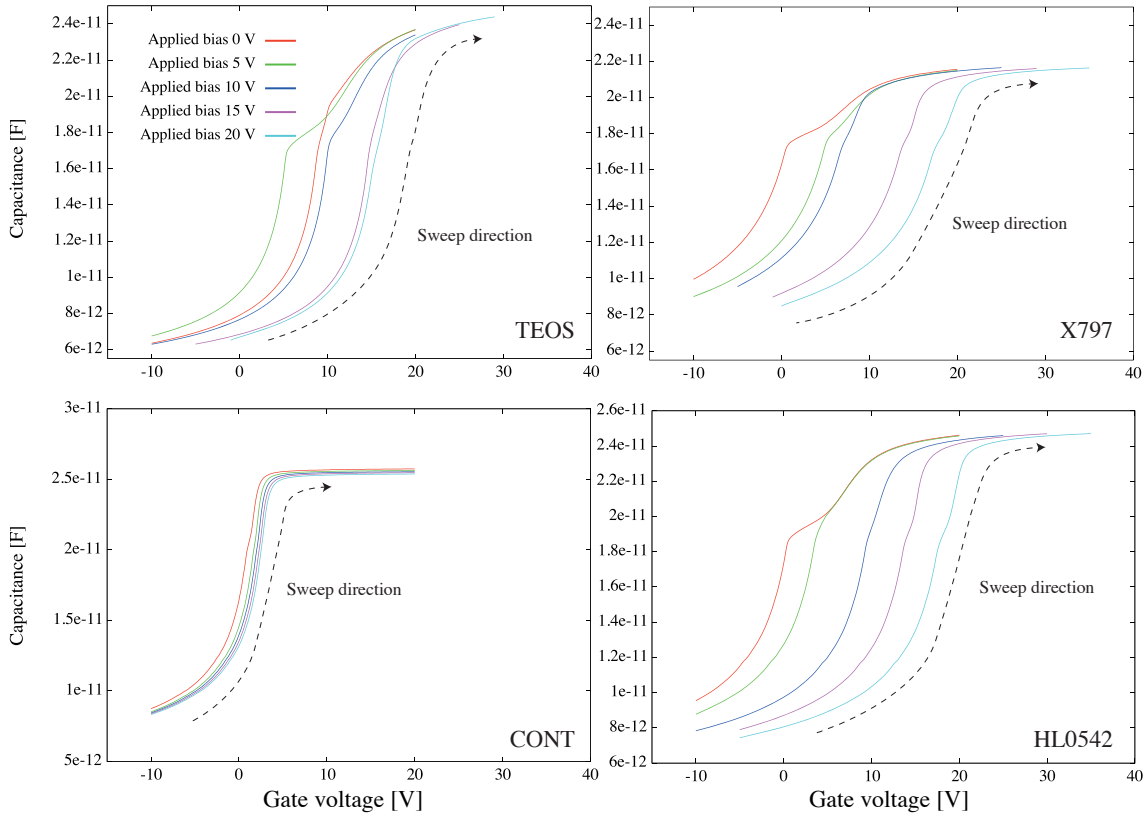 2.4e-11
2.2e-11
2e-11
1.8e-11
1.6e-11
1.4e-11
1.2e-11
1e-11
8e-12
6e-12
Capacitance [F]
Applied bias 0 V
Applied bias 5 V
Applied bias 10 V
Applied bias 15 V
Applied bias 20 V
Sweep direction
TEOS
-10 0 10 20 30 40
2.4e-11
2.2e-11
2e-11
1.8e-11
1.6e-11
1.4e-11
1.2e-11
1e-11
8e-12
6e-12
Sweep direction
X797
-10 0 10 20 30 40
3e-11
2.5e-11
2e-11
1.5e-11
1e-11
5e-12
Capacitance [F]
Sweep direction
CONT
-10 0 10 20 30 40
Gate voltage [V]
2.6e-11
2.4e-11
2.2e-11
2e-11
1.8e-11
1.6e-11
1.4e-11
1.2e-11
1e-11
8e-12
6e-12
Sweep direction
HL0542
-10 0 10 20 30 40
Gate voltage [V]